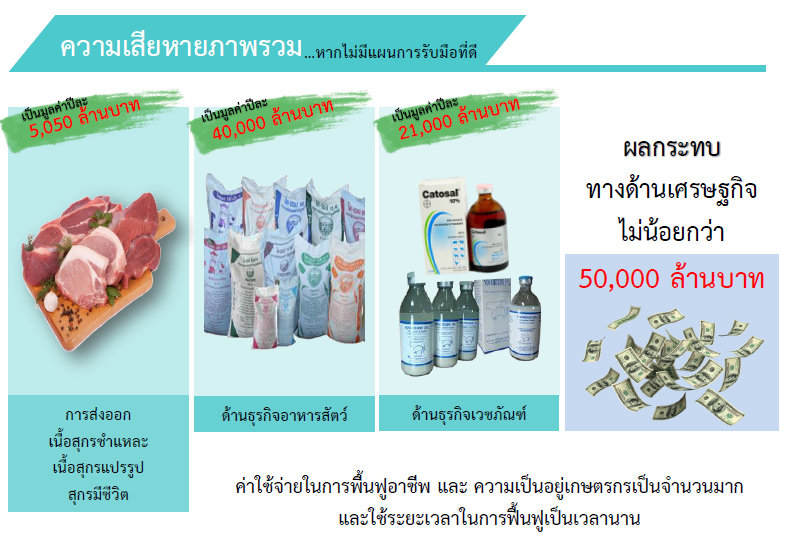 ความเสียหายภาพรวม...หากไม่มีแผนการรับมือที่ดี
เป็นมูลค่าปีละ
5,050 ล้านบาท
เป็นมูลค่าปีละ
40,000 ล้านบาท
เป็นมูลค่าปีละ
21,000 ล้านบาท
Catosal
10%
Catosal
ผลกระทบ
ทางด้านเศรษฐกิจ
ไม่น้อยกว่า
50,000 ล้านบาท
การส่งออก
เนื้อสุกรชำแหละ
เนื้อสุกรแปรรูป
สุกรมีชีวิต
ด้านธุรกิจอาหารสัตว์
ด้านธุรกิจเวชภัณฑ์
ค่าใช้จ่ายในการฟื้นฟูอาชีพ และ ความเป็นอยู่เกษตรกรเป็นจำนวนมาก
และใช้ระยะเวลาในการฟื้นฟูเป็นเวลานาน